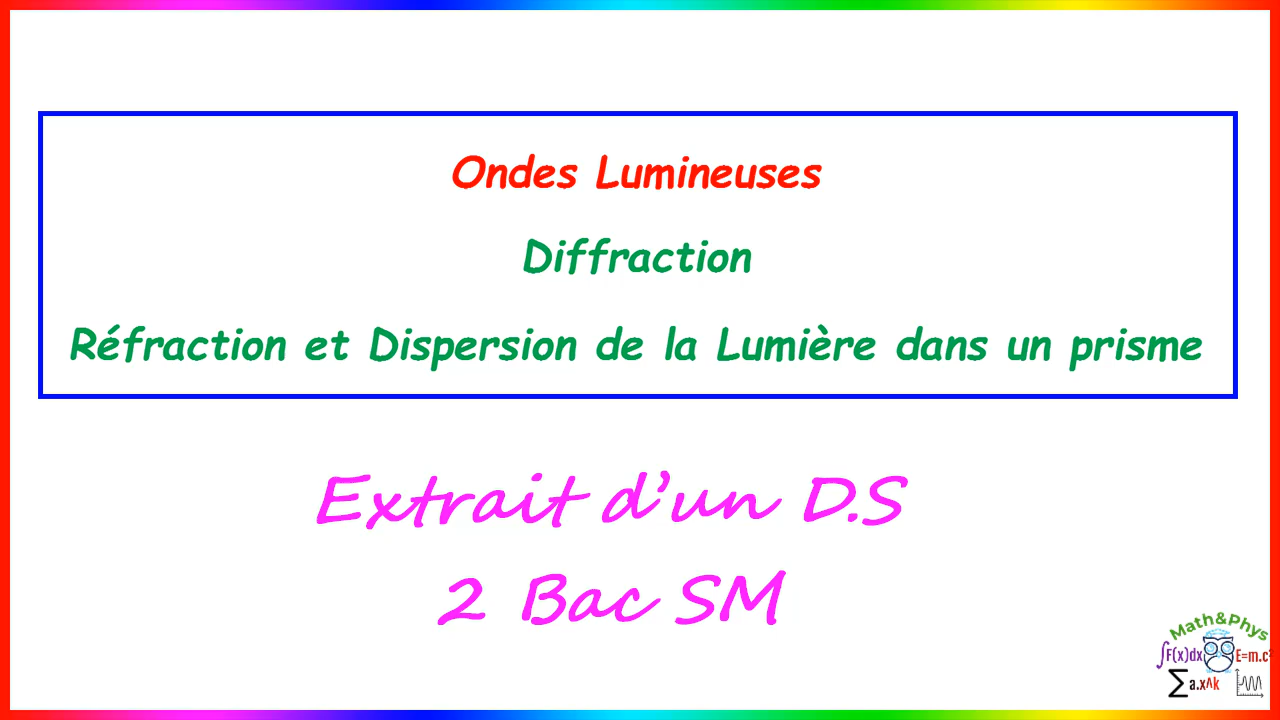 Ondes Lumineuses
Diffraction
Réfraction et Dispersion de la Lumière dans un prisme
Extrait d'un D.S
2 Bac SM
Math&Phys
∫F(x)dx E=m.c²
∑ a.x^k